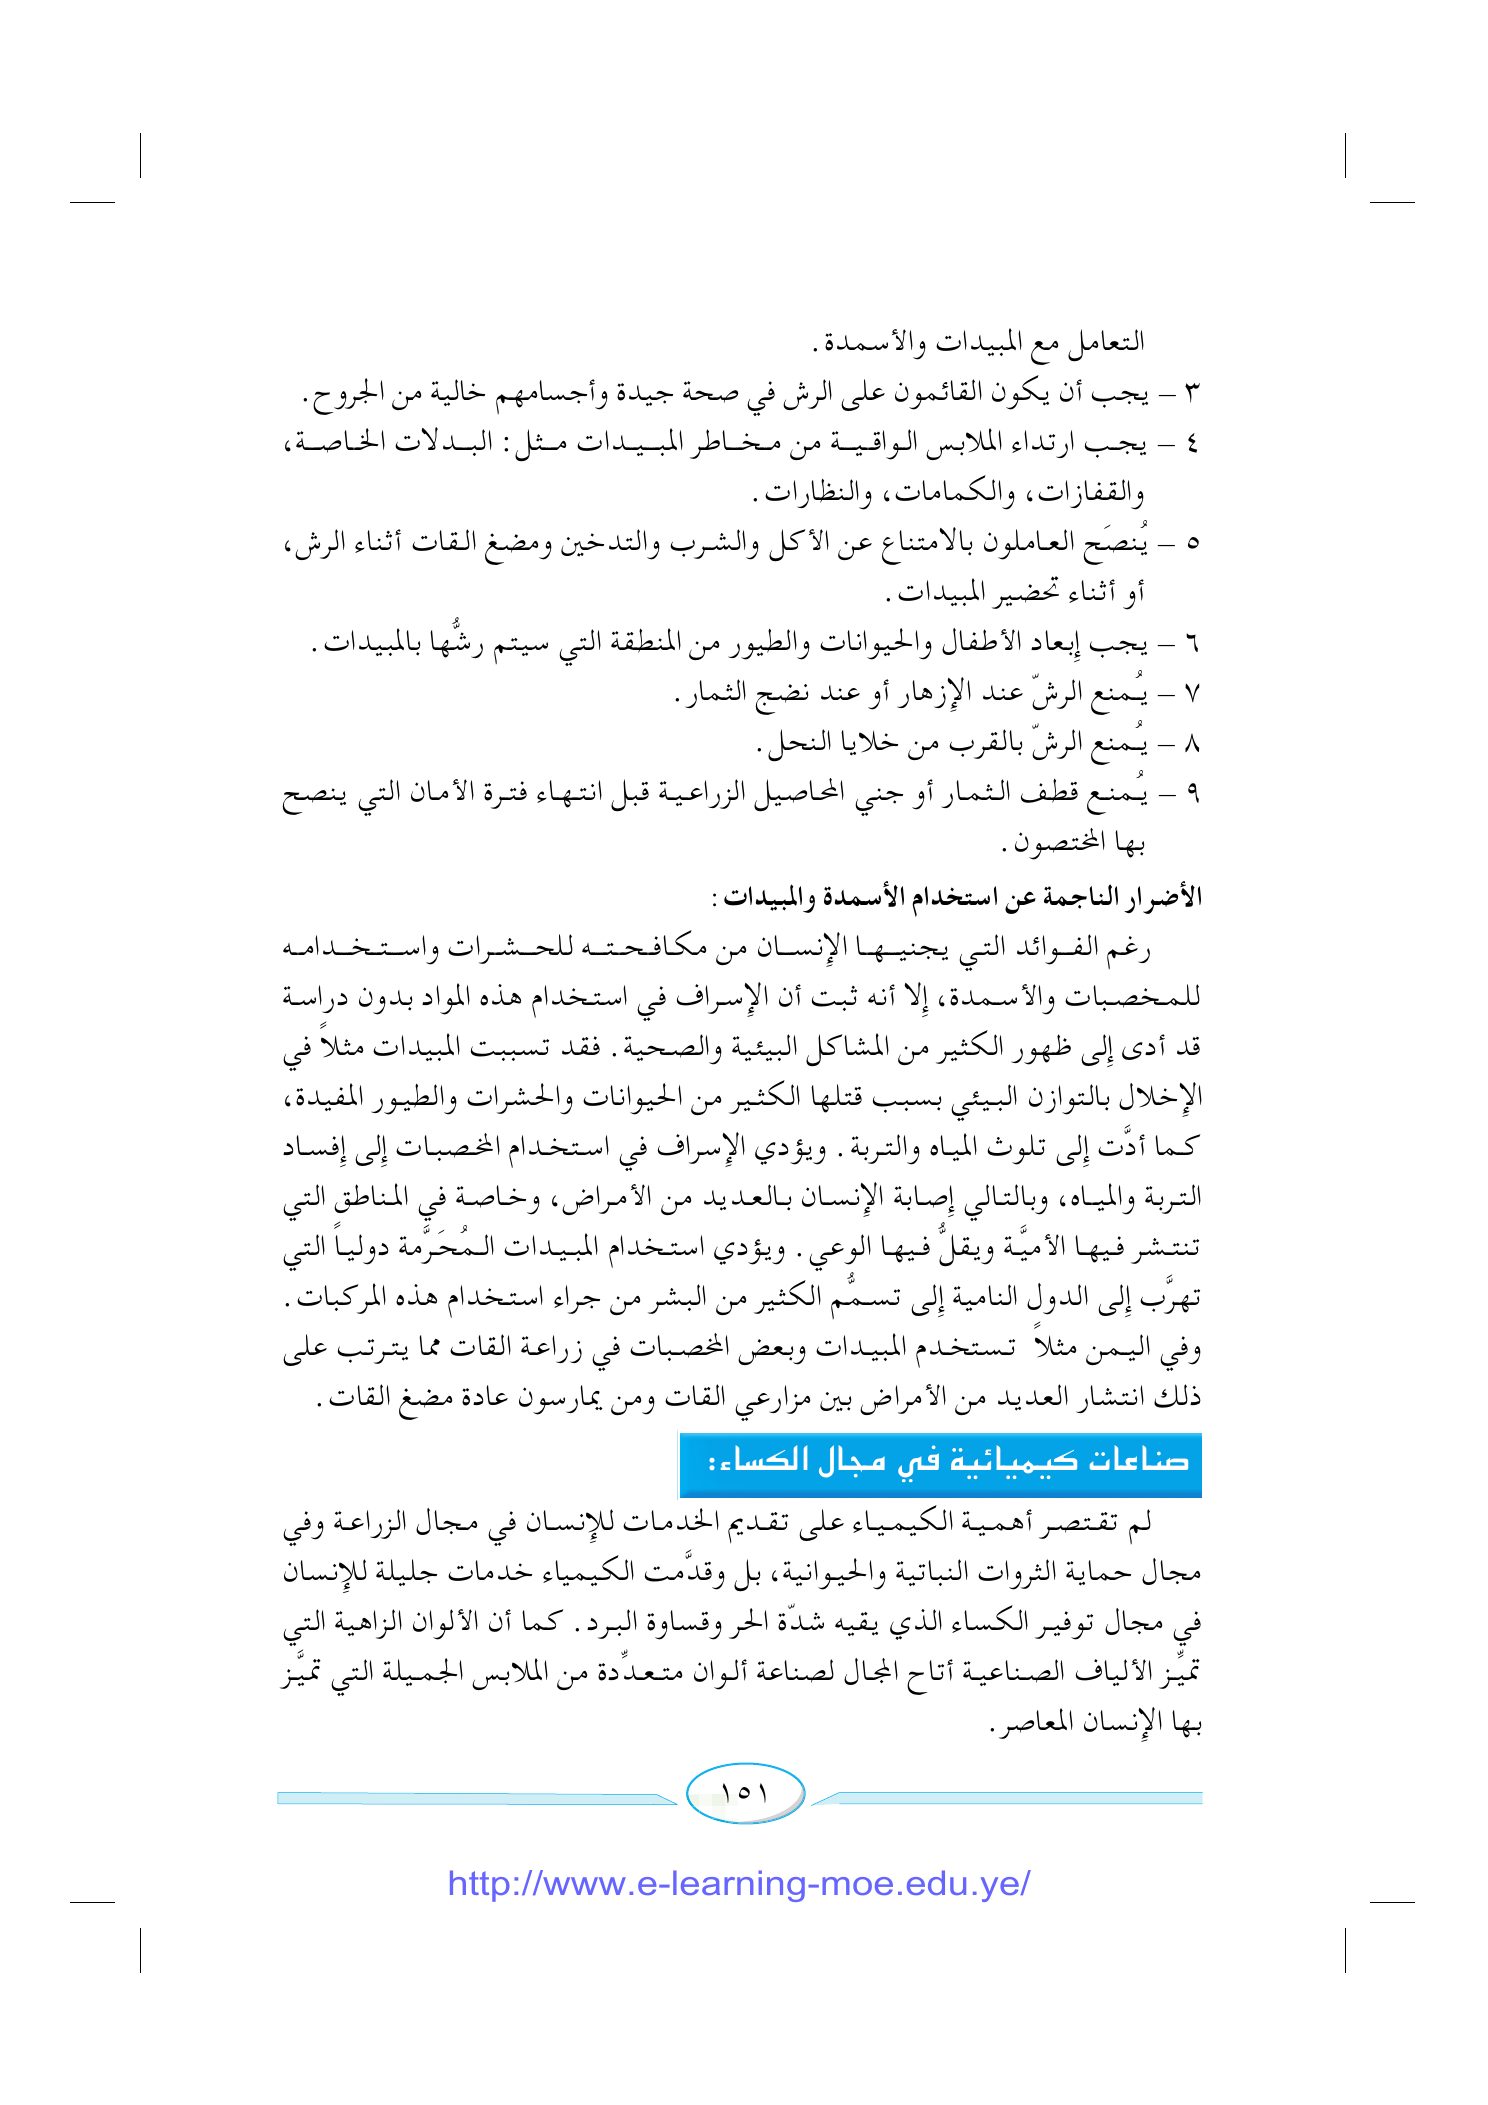 التعامل مع المبيدات والأسمدة.
٣ – يجب أن يكون القائمون على الرش في صحة جيدة وأجسامهم خالية من الجروح.
٤ – يجب ارتداء الملابس الواقية من مخاطر المبيدات مثل: البدلات الخاصة،
والقفازات، والكمامات، والنظارات.
٥ – يُنصَح العاملون بالامتناع عن الأكل والشرب والتدخين ومضغ القات أثناء الرش،
أو أثناء تحضير المبيدات.
٦ – يجب إبعاد الأطفال والحيوانات والطيور من المنطقة التي سيتم رشُّها بالمبيدات.
٧ – يُمنع الرشّ عند الإزهار أو عند نضج الثمار.
٨ – يُمنع الرشّ بالقرب من خلايا النحل.
٩ – يُمنع قطف الثمار أو جني المحاصيل الزراعية قبل انتهاء فترة الأمان التي ينصح
بها المختصون.
الأضرار الناجمة عن استخدام الأسمدة والمبيدات:
رغم الفوائد التي يجنيها الإنسان من مكافحته للحشرات واستخدامه
للمخصبات والأسمدة، إلا أنه ثبت أن الإسراف في استخدام هذه المواد بدون دراسة
قد أدى إلى ظهور الكثير من المشاكل البيئية والصحية. فقد تسببت المبيدات مثلاً في
الإخلال بالتوازن البيئي بسبب قتلها الكثير من الحيوانات والحشرات والطيور المفيدة،
كما أدَّت إلى تلوث المياه والتربة. ويؤدي الإسراف في استخدام المخصبات إلى إفساد
التربة والمياه، وبالتالي إصابة الإنسان بالعديد من الأمراض، وخاصة في المناطق التي
تنتشر فيها الأميَّة ويقلُّ فيها الوعي. ويؤدي استخدام المبيدات المُحَرَّمة دولياً التي
تهرَّب إلى الدول النامية إلى تسمُّم الكثير من البشر من جراء استخدام هذه المركبات.
وفي اليمن مثلاً تستخدم المبيدات وبعض المخصبات في زراعة القات مما يترتب على
ذلك انتشار العديد من الأمراض بين مزارعي القات ومن يمارسون عادة مضغ القات.
صناعات كيميائية في مجال الكساء:
لم تقتصر أهمية الكيمياء على تقديم الخدمات للإنسان في مجال الزراعة وفي
مجال حماية الثروات النباتية والحيوانية، بل وقدَّمت الكيمياء خدمات جليلة للإنسان
في مجال توفير الكساء الذي يقيه شدّة الحر وقساوة البرد. كما أن الألوان الزاهية التي
تميِّز الألياف الصناعية أتاح المجال لصناعة ألوان متعدِّدة من الملابس الجميلة التي تميَّز
بها الإنسان المعاصر.
١٥١
http://www.e-learning-moe.edu.ye/